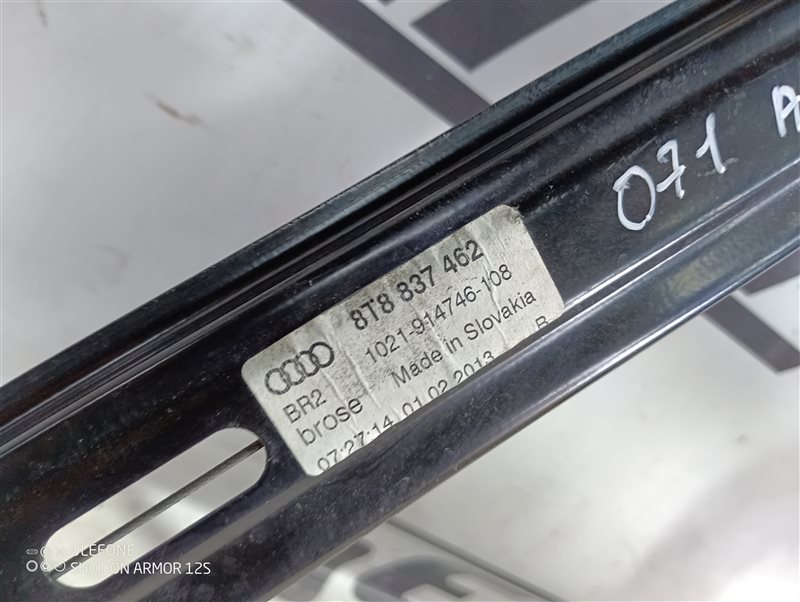 071 A
8T8 837 462
1021-914746-108
BR2
Made in Slovakia
brose
07:27:14 01.02.2013
B
ULEFONE
SHOT ON ARMOR 12S